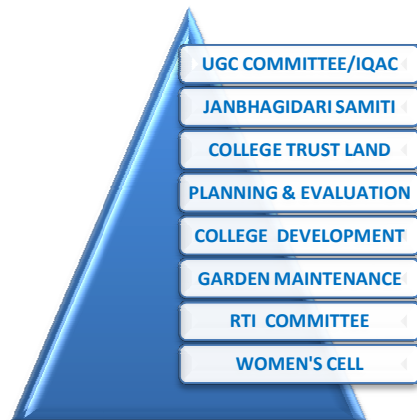 UGC COMMITTEE/IQAC
JANBHAGIDARI SAMITI
COLLEGE TRUST LAND
PLANNING & EVALUATION
COLLEGE DEVELOPMENT
GARDEN MAINTENANCE
RTI COMMITTEE
WOMEN'S CELL